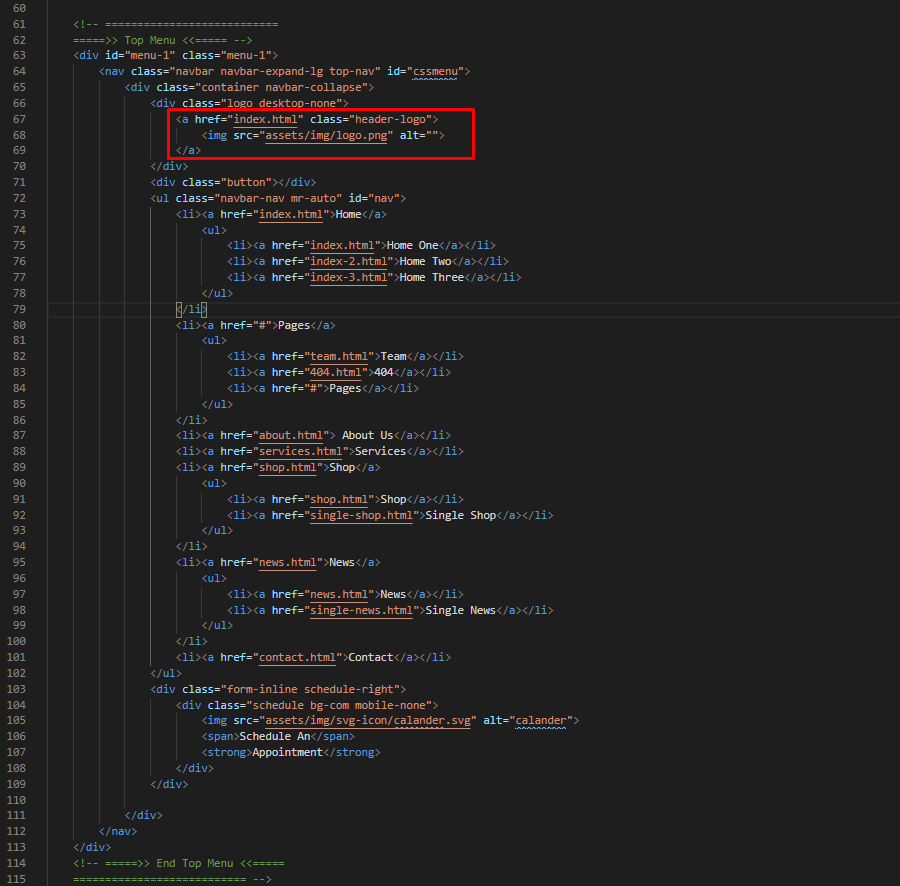 60
61 <!-- ===========================
62 =====>> Top Menu <<===== -->
63 <div id="menu-1" class="menu-1">
64 <nav class="navbar navbar-expand-lg top-nav" id="cssmenu">
65 <div class="container navbar-collapse">
66 <div class="logo desktop-none">
67 <a href="index.html" class="header-logo">
68 <img src="assets/img/logo.png" alt="">
69 </a>
70 </div>
71 <div class="button"></div>
72 <ul class="navbar-nav mr-auto" id="nav">
73 <li><a href="index.html">Home</a>
74 <ul>
75 <li><a href="index.html">Home One</a></li>
76 <li><a href="index-2.html">Home Two</a></li>
77 <li><a href="index-3.html">Home Three</a></li>
78 </ul>
79 </li>
80 <li><a href="#">Pages</a>
81 <ul>
82 <li><a href="team.html">Team</a></li>
83 <li><a href="404.html">404</a></li>
84 <li><a href="#">Pages</a></li>
85 </ul>
86 </li>
87 <li><a href="about.html"> About Us</a></li>
88 <li><a href="services.html">Services</a></li>
89 <li><a href="shop.html">Shop</a>
90 <ul>
91 <li><a href="shop.html">Shop</a></li>
92 <li><a href="single-shop.html">Single Shop</a></li>
93 </ul>
94 </li>
95 <li><a href="news.html">News</a>
96 <ul>
97 <li><a href="news.html">News</a></li>
98 <li><a href="single-news.html">Single News</a></li>
99 </ul>
100 </li>
101 <li><a href="contact.html">Contact</a></li>
102 </ul>
103 <div class="form-inline schedule-right">
104 <div class="schedule bg-com mobile-none">
105 <img src="assets/img/svg-icon/calander.svg" alt="calander">
106 <span>Schedule An</span>
107 <strong>Appointment</strong>
108 </div>
109 </div>
110
111 </div>
112 </nav>
113 </div>
114 <!-- =====>> End Top Menu <<=====
115 =========================== -->